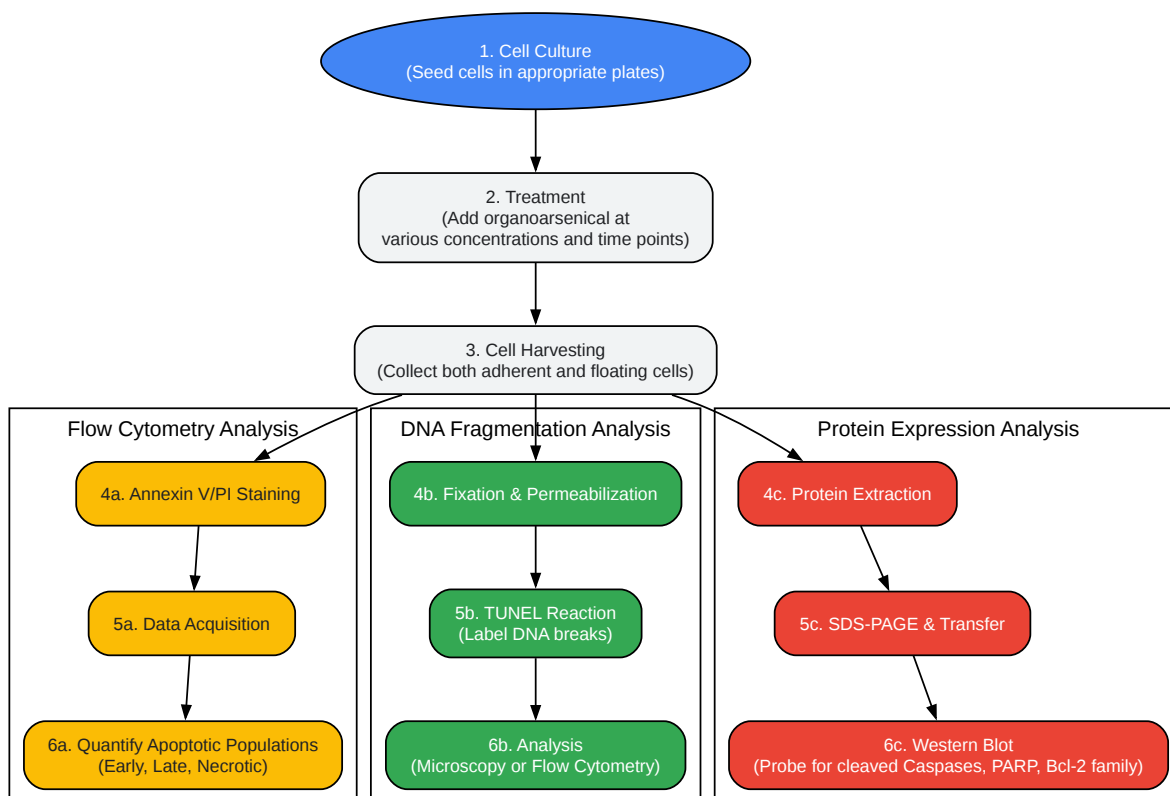 1. Cell Culture
(Seed cells in appropriate plates)
2. Treatment
(Add organoarsenical at
various concentrations and time points)
3. Cell Harvesting
(Collect both adherent and floating cells)
Flow Cytometry Analysis
4a. Annexin V/PI Staining
5a. Data Acquisition
6a. Quantify Apoptotic Populations
(Early, Late, Necrotic)
DNA Fragmentation Analysis
4b. Fixation & Permeabilization
5b. TUNEL Reaction
(Label DNA breaks)
6b. Analysis
(Microscopy or Flow Cytometry)
Protein Expression Analysis
4c. Protein Extraction
5c. SDS-PAGE & Transfer
6c. Western Blot
(Probe for cleaved Caspases, PARP, Bcl-2 family)